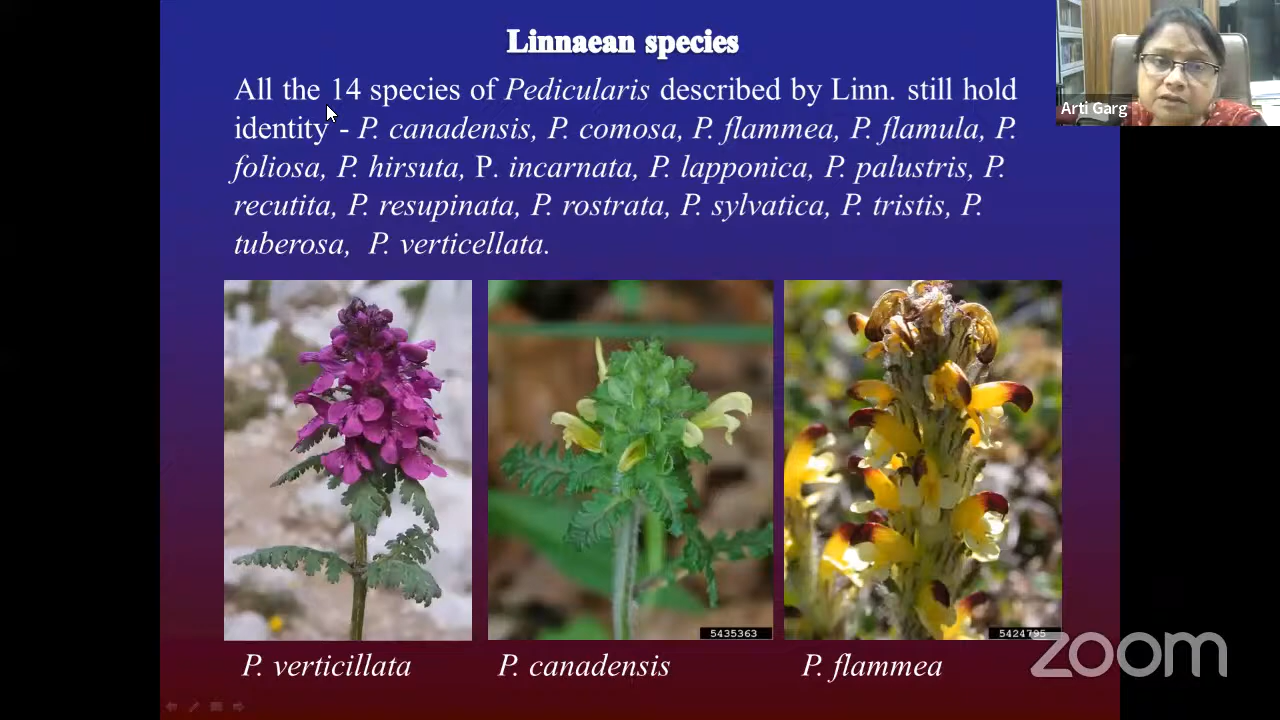 Linnaean species
All the 14 species of Pedicularis described by Linn. still hold
identity - P. canadensis, P. comosa, P. flammea, P. flamula, P.
foliosa, P. hirsuta, P. incarnata, P. lapponica, P. palustris, P.
recutita, P. resupinata, P. rostrata, P. sylvatica, P. tristis, P.
tuberosa, P. verticellata.
Arti Garg
5435363
5424795
P. verticillata
P. canadensis
P. flammea
zoom